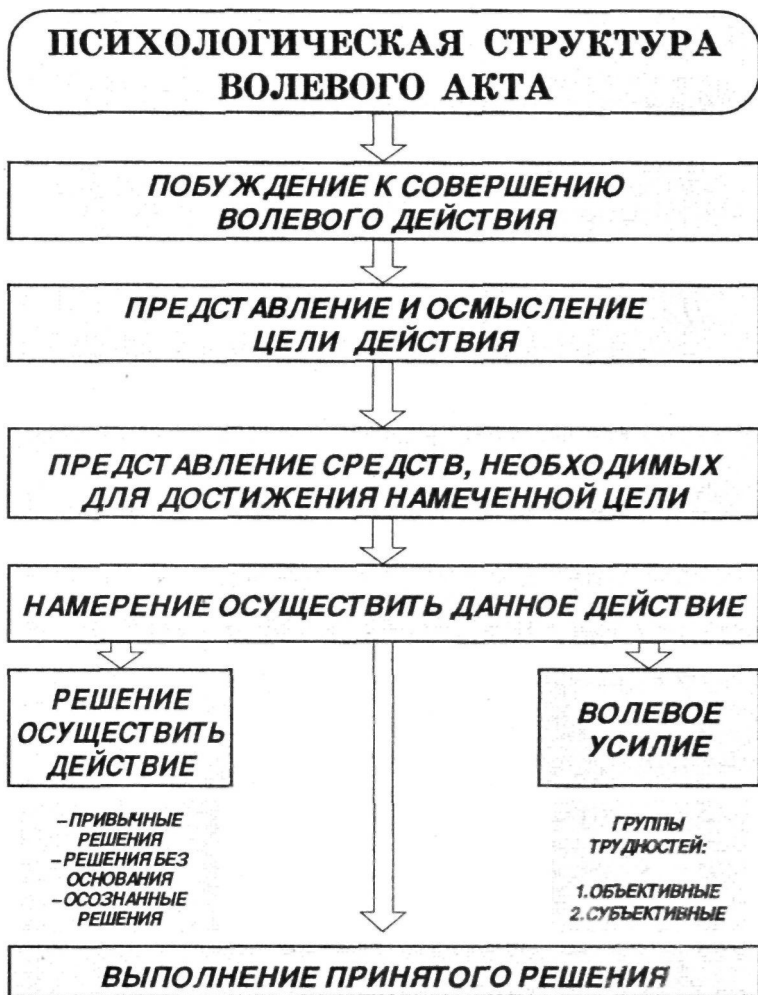 ПСИХОЛОГИЧЕСКАЯ СТРУКТУРА
ВОЛЕВОГО АКТА
ПОБУЖДЕНИЕ К СОВЕРШЕНИЮ
ВОЛЕВОГО ДЕЙСТВИЯ
ПРЕДСТАВЛЕНИЕ И ОСМЫСЛЕНИЕ
ЦЕЛИ ДЕЙСТВИЯ
ПРЕДСТАВЛЕНИЕ СРЕДСТВ, НЕОБХОДИМЫХ
ДЛЯ ДОСТИЖЕНИЯ НАМЕЧЕННОЙ ЦЕЛИ
НАМЕРЕНИЕ ОСУЩЕСТВИТЬ ДАННОЕ ДЕЙСТВИЕ
РЕШЕНИЕ
ОСУЩЕСТВИТЬ
ДЕЙСТВИЕ
–ПРИВЫЧНЫЕ
РЕШЕНИЯ
–РЕШЕНИЯ БЕЗ
ОСНОВАНИЯ
–ОСОЗНАННЫЕ
РЕШЕНИЯ
ВОЛЕВОЕ
УСИЛИЕ
ГРУППЫ
ТРУДНОСТЕЙ:
1.ОБЪЕКТИВНЫЕ
2.СУБЪЕКТИВНЫЕ
ВЫПОЛНЕНИЕ ПРИНЯТОГО РЕШЕНИЯ